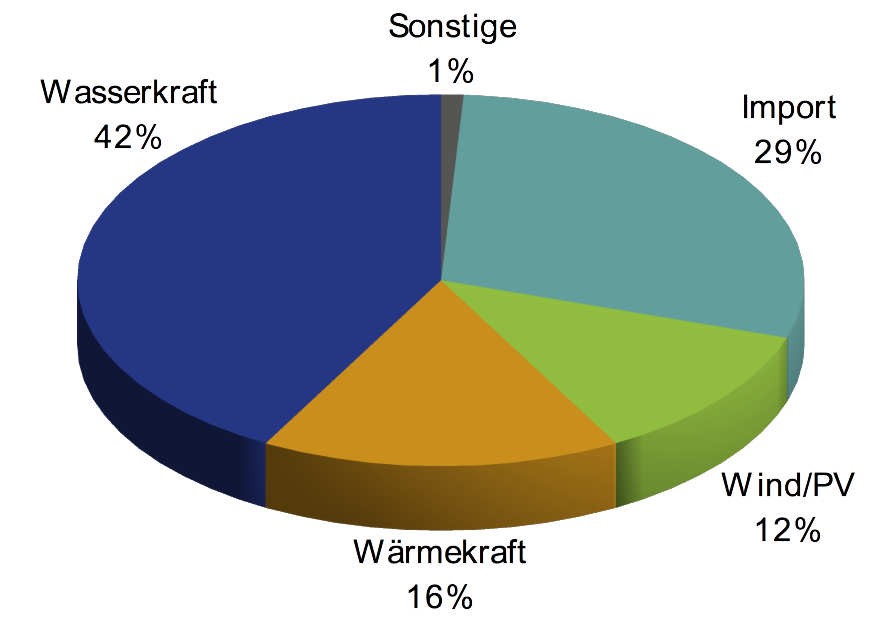 Sonstige
1%
Wasserkraft
42%
Import
29%
Wind/PV
12%
Wärmekraft
16%